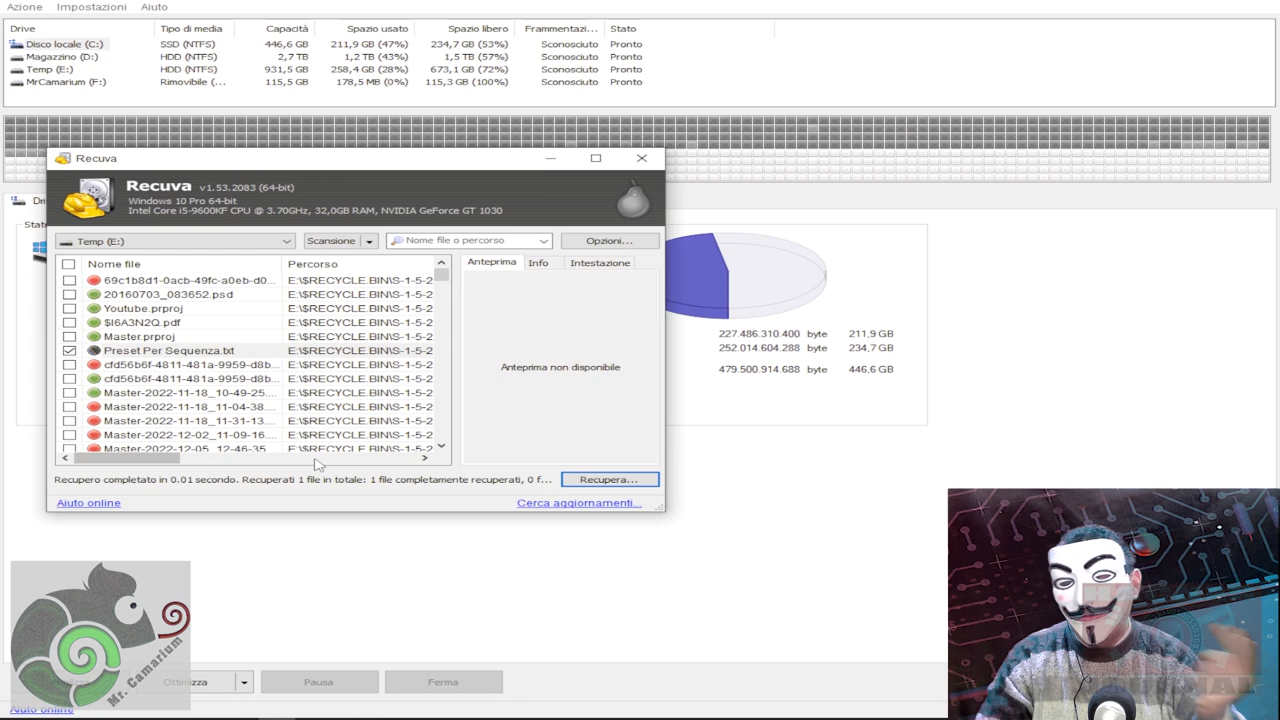 Azione Impostazioni Aiuto
Drive Tipo di media Capacità Spazio usato Spazio libero Frammentazi... Stato
Disco locale (C:) SSD (NTFS) 446,6 GB 211,9 GB (47%) 234,7 GB (53%) Sconosciuto Pronto
Magazzino (D:) HDD (NTFS) 2,7 TB 1,2 TB (43%) 1,5 TB (57%) Sconosciuto Pronto
Temp (E:) HDD (NTFS) 931,5 GB 258,4 GB (28%) 673,1 GB (72%) Sconosciuto Pronto
MrCamarium (F:) Rimovibile (... 115,5 GB 178,5 MB (0%) 115,3 GB (100%) Sconosciuto Pronto
Recuva
Recuva v1.53.2083 (64-bit)
Windows 10 Pro 64-bit
Intel Core i5-9600KF CPU @ 3.70GHz, 32,0GB RAM, NVIDIA GeForce GT 1030
Temp (E:) Scansione Nome file o percorso Opzioni...
Nome file Percorso Anteprima Info Intestazione
69c1b8d1-0acb-49fc-a0eb-d0... E:\$RECYCLE.BIN\S-1-5-2
20160703_083652.psd E:\$RECYCLE.BIN\S-1-5-2
Youtube.prproj E:\$RECYCLE.BIN\S-1-5-2
$I6A3N2Q.pdf E:\$RECYCLE.BIN\S-1-5-2
Master.prproj E:\$RECYCLE.BIN\S-1-5-2
Preset Per Sequenza.txt E:\$RECYCLE.BIN\S-1-5-2
cfd56b6f-4811-481a-9959-d8b... E:\$RECYCLE.BIN\S-1-5-2
cfd56b6f-4811-481a-9959-d8b... E:\$RECYCLE.BIN\S-1-5-2
Master-2022-11-18_10-49-25.... E:\$RECYCLE.BIN\S-1-5-2
Master-2022-11-18_11-04-38.... E:\$RECYCLE.BIN\S-1-5-2
Master-2022-11-18_11-31-13.... E:\$RECYCLE.BIN\S-1-5-2
Master-2022-12-02_11-09-16.... E:\$RECYCLE.BIN\S-1-5-2
Master-2022-12-05_12-46-35 E:\$RECYCLE.BIN\S-1-5-2
Anteprima non disponibile
Recupero completato in 0.01 secondo. Recuperati 1 file in totale: 1 file completamente recuperati, 0 f... Recupera...
Aiuto online Cerca aggiornamenti...
227.486.310.400 byte 211,9 GB
252.014.604.288 byte 234,7 GB
479.500.914.688 byte 446,6 GB
Mr. Camarium
Ottimizza Pausa Ferma
Aiuto online